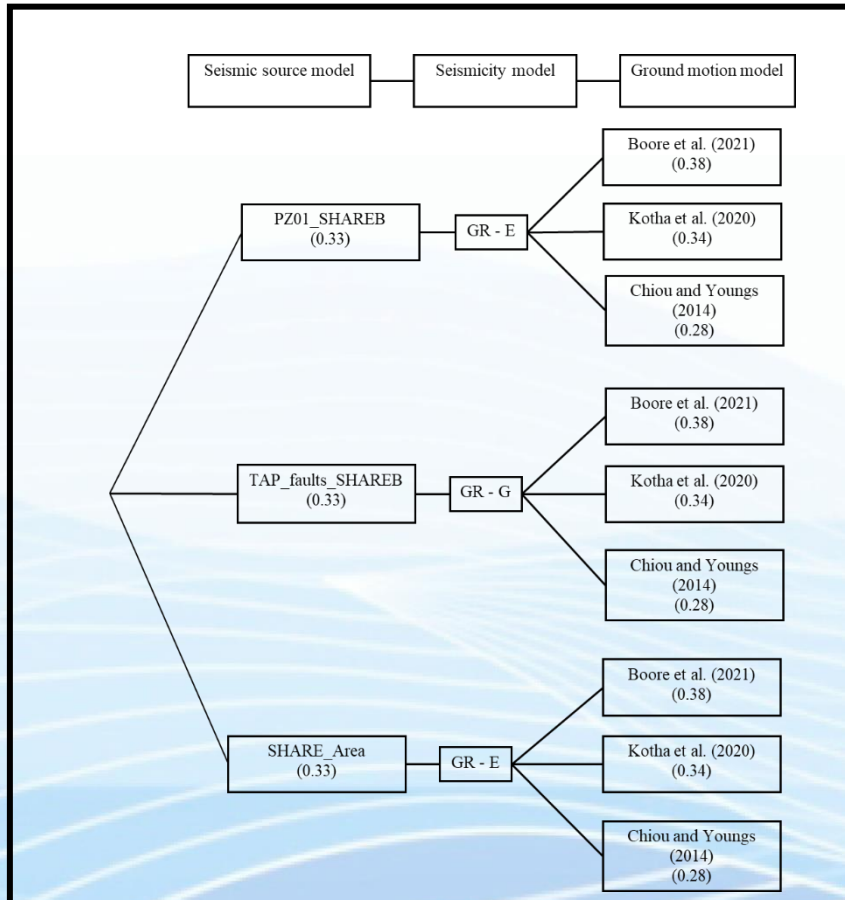 Seismic source model
Seismicity model
Ground motion model
PZ01_SHAREB
(0.33)
GR - E
Boore et al. (2021)
(0.38)
Kotha et al. (2020)
(0.34)
Chiou and Youngs
(2014)
(0.28)
TAP_faults_SHAREB
(0.33)
GR - G
Boore et al. (2021)
(0.38)
Kotha et al. (2020)
(0.34)
Chiou and Youngs
(2014)
(0.28)
SHARE_Area
(0.33)
GR - E
Boore et al. (2021)
(0.38)
Kotha et al. (2020)
(0.34)
Chiou and Youngs
(2014)
(0.28)